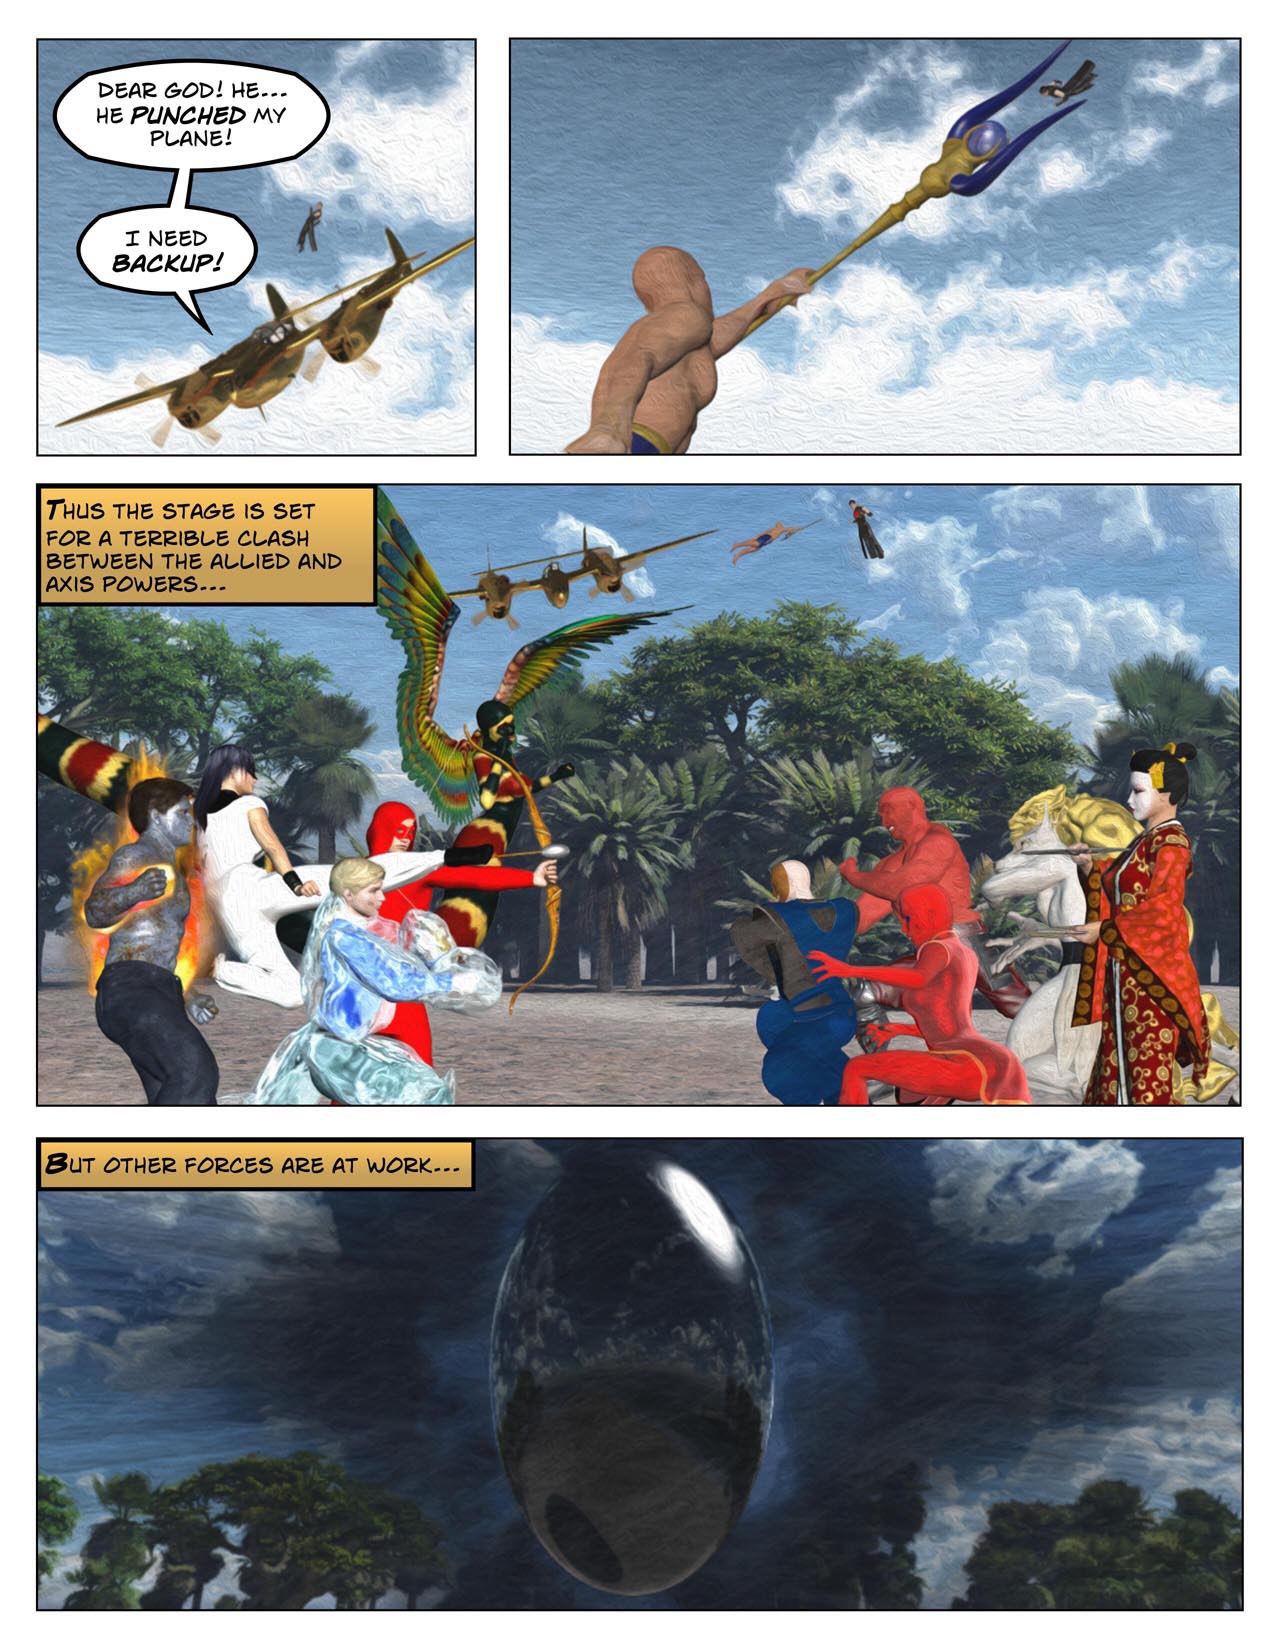 DEAR GOD! HE...
HE PUNCHED MY
PLANE!
I NEED
BACKUP!
THUS THE STAGE IS SET
FOR A TERRIBLE CLASH
BETWEEN THE ALLIED AND
AXIS POWERS...
BUT OTHER FORCES ARE AT WORK...